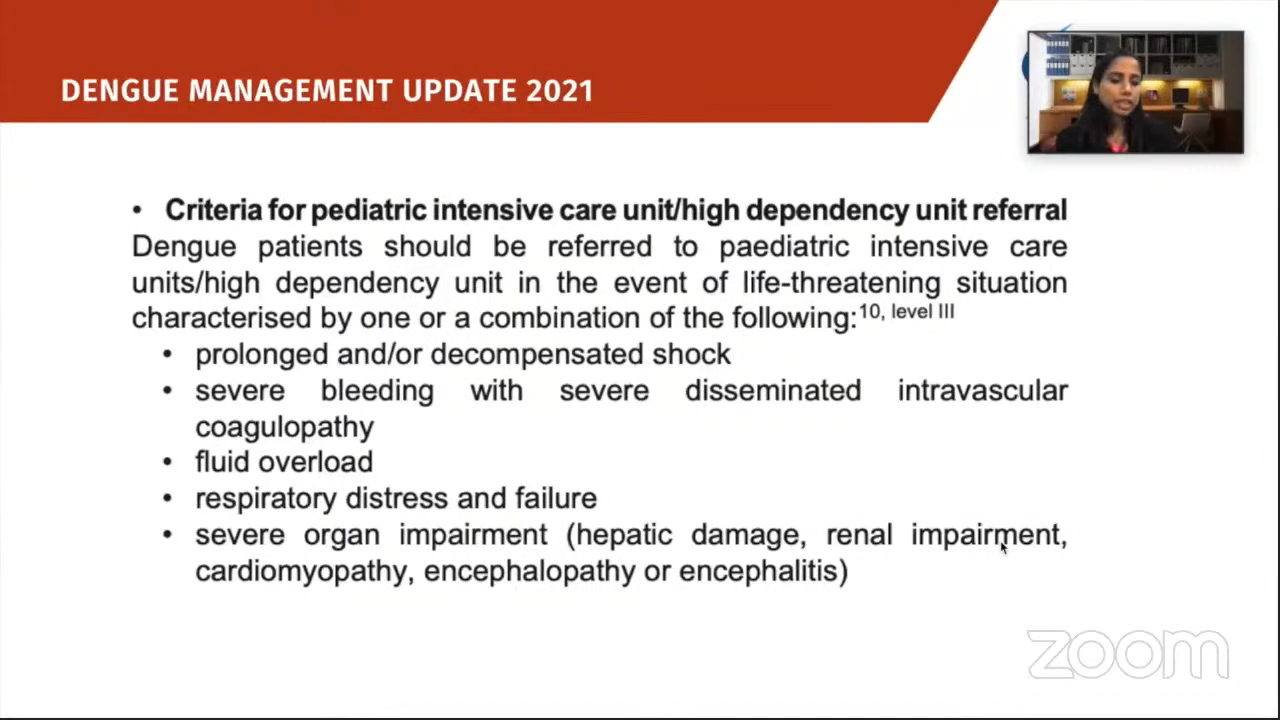 DENGUE MANAGEMENT UPDATE 2021
• Criteria for pediatric intensive care unit/high dependency unit referral
Dengue patients should be referred to paediatric intensive care
units/high dependency unit in the event of life-threatening situation
characterised by one or a combination of the following:10, level III
• prolonged and/or decompensated shock
• severe bleeding with severe disseminated intravascular
coagulopathy
• fluid overload
• respiratory distress and failure
• severe organ impairment (hepatic damage, renal impairment,
cardiomyopathy, encephalopathy or encephalitis)
zoom